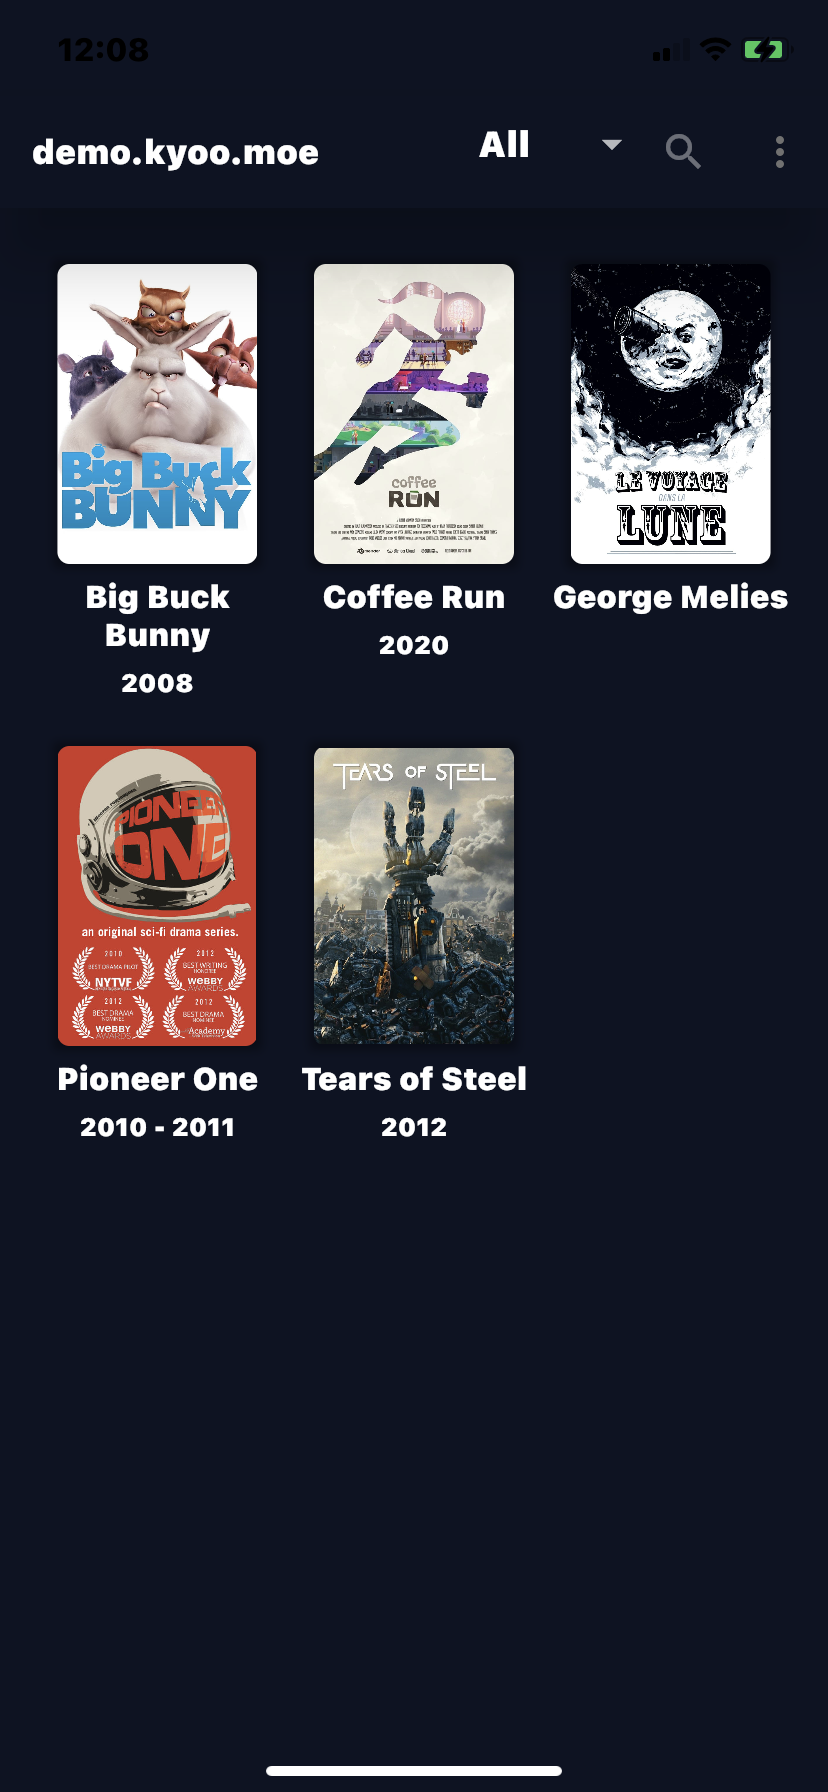 12:08
demo.kyoo.moe
All
Big Buck
BUNNY
coffee
RUN
LE VOYAGE
DANS LA
LUNE
Big Buck
Bunny
2008
Coffee Run
2020
George Melies
PIONEER
ONE
an original sci-fi drama series.
2010
BEST DRAMA PILOT
NYTVF
2012
BEST WRITING
HONOREE
WEBBY
AWARDS
2012
BEST DRAMA
NOMINEE
WEBBY
AWARDS
2012
BEST DRAMA
NOMINEE
Academy
TEARS OF STEEL
Pioneer One
2010 - 2011
Tears of Steel
2012